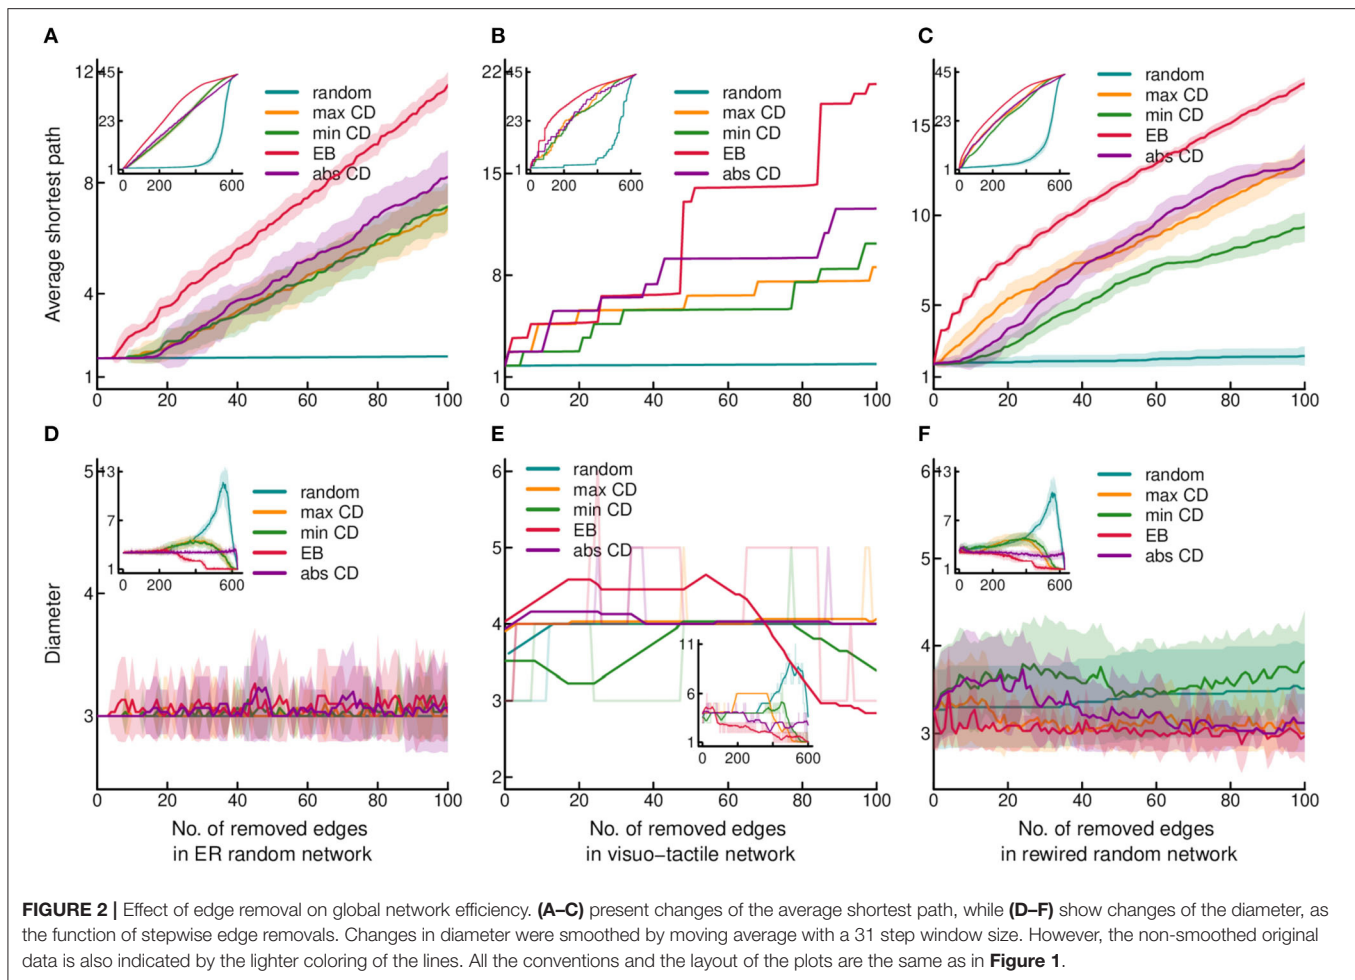 A
B
C
Average shortest path
12
8
4
1
45
23
1
0
200
600
random
max CD
min CD
EB
abs CD
0
20
40
60
80
100
22
15
8
1
45
23
1
0
200
600
random
max CD
min CD
EB
abs CD
0
20
40
60
80
100
15
10
5
1
45
23
1
0
200
600
random
max CD
min CD
EB
abs CD
0
20
40
60
80
100
D
E
F
Diameter
5
4
3
13
7
1
0
200
600
random
max CD
min CD
EB
abs CD
0
20
40
60
80
100
No. of removed edges
in ER random network
6
5
4
3
2
random
max CD
min CD
EB
abs CD
11
6
1
0
200
600
0
20
40
60
80
100
No. of removed edges
in visuo−tactile network
6
5
4
3
13
7
1
0
200
600
random
max CD
min CD
EB
abs CD
0
20
40
60
80
100
No. of removed edges
in rewired random network
FIGURE 2 | Effect of edge removal on global network efficiency. (A–C) present changes of the average shortest path, while (D–F) show changes of the diameter, as
the function of stepwise edge removals. Changes in diameter were smoothed by moving average with a 31 step window size. However, the non-smoothed original
data is also indicated by the lighter coloring of the lines. All the conventions and the layout of the plots are the same as in Figure 1.